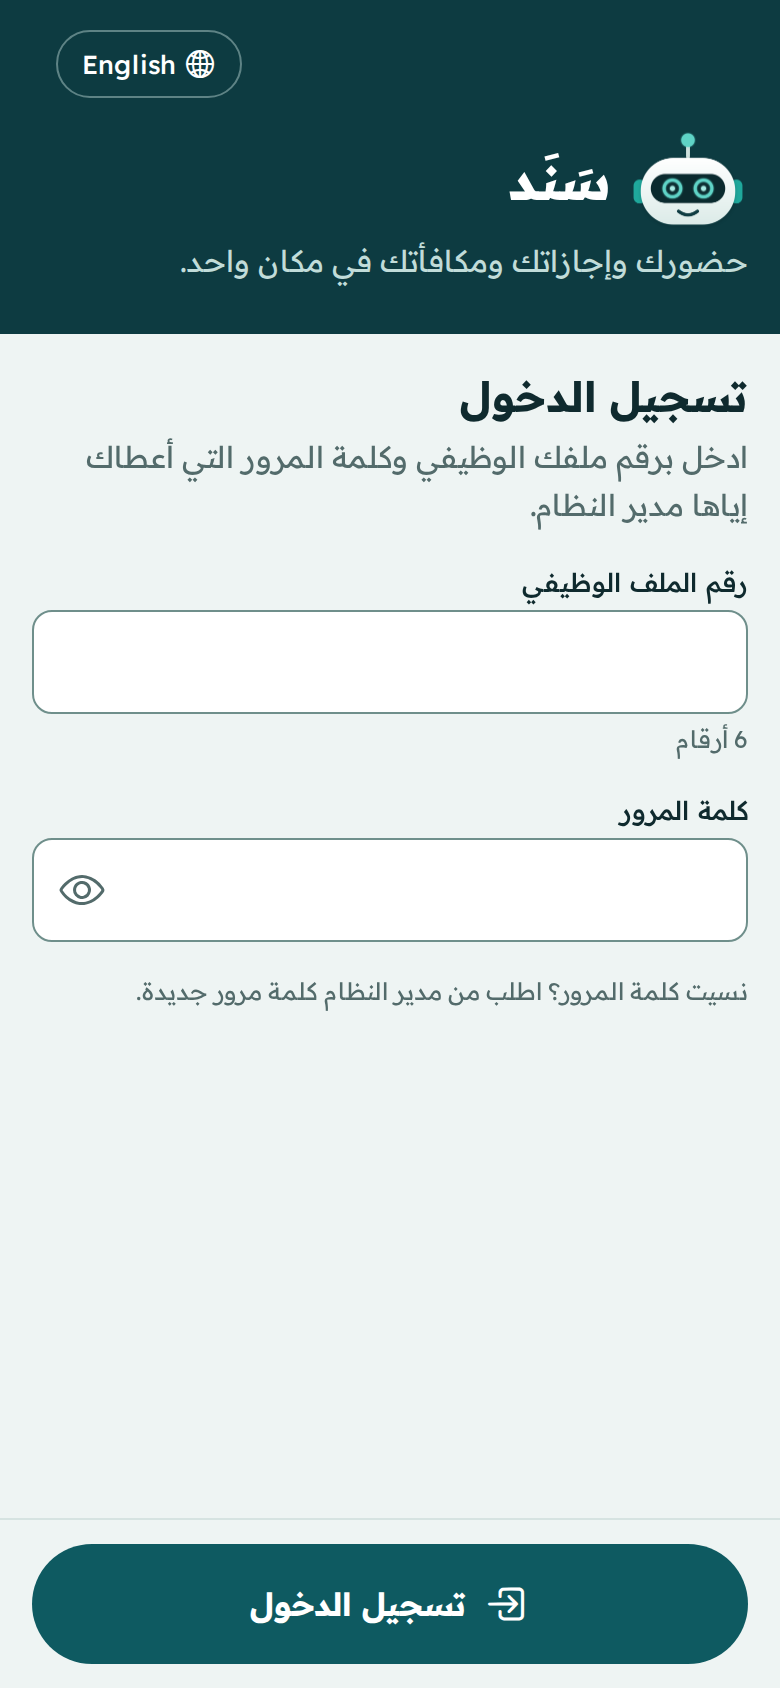 English
سَنَد
حضورك وإجازاتك ومكافأتك في مكان واحد.
تسجيل الدخول
ادخل برقم ملفك الوظيفي وكلمة المرور التي أعطاك
إياها مدير النظام.
رقم الملف الوظيفي
6 أرقام
كلمة المرور
نسيت كلمة المرور؟ اطلب من مدير النظام كلمة مرور جديدة.
تسجيل الدخول